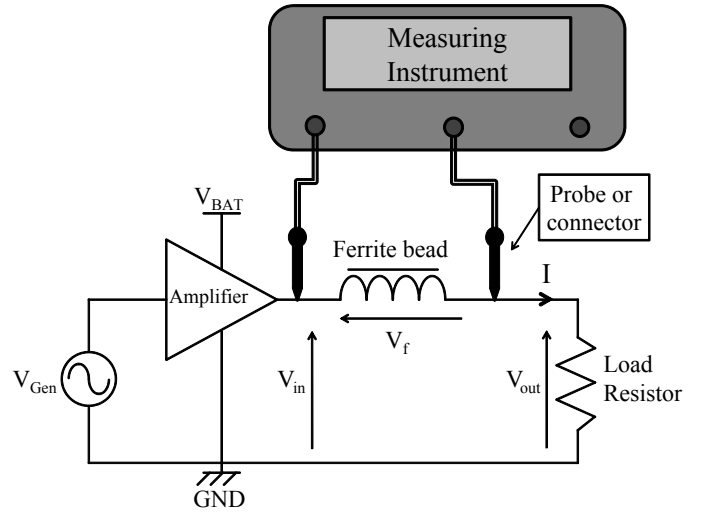 Measuring
Instrument
Probe or
connector
V_BAT
Ferrite bead
I
Amplifier
V_f
V_Gen
V_in
V_out
Load
Resistor
GND